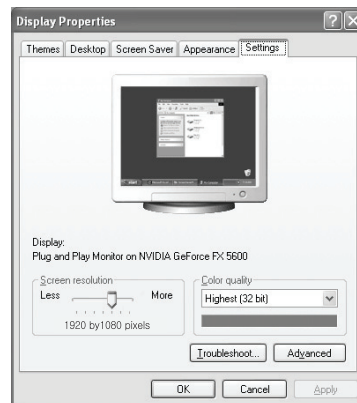 Display Properties
Themes Desktop Screen Saver Appearance Settings
Display:
Plug and Play Monitor on NVIDIA GeForce FX 5600
Screen resolution
Less More
1920 by1080 pixels
Color quality
Highest (32 bit)
Troubleshoot... Advanced
OK Cancel Apply